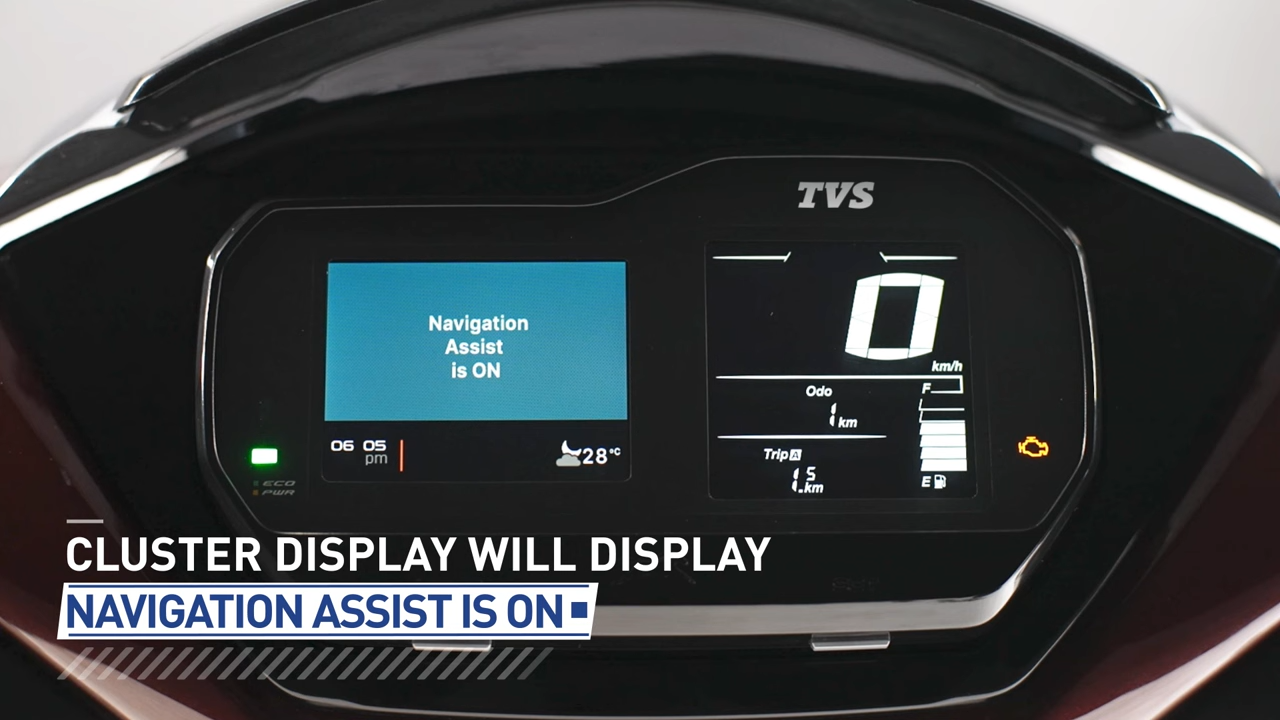 TVS
Navigation
Assist
is ON
06 05
pm
28°C
0
km/h
Odo
1 km
F
Trip A
1.5
km
E
ECO
PWR
CLUSTER DISPLAY WILL DISPLAY
NAVIGATION ASSIST IS ON